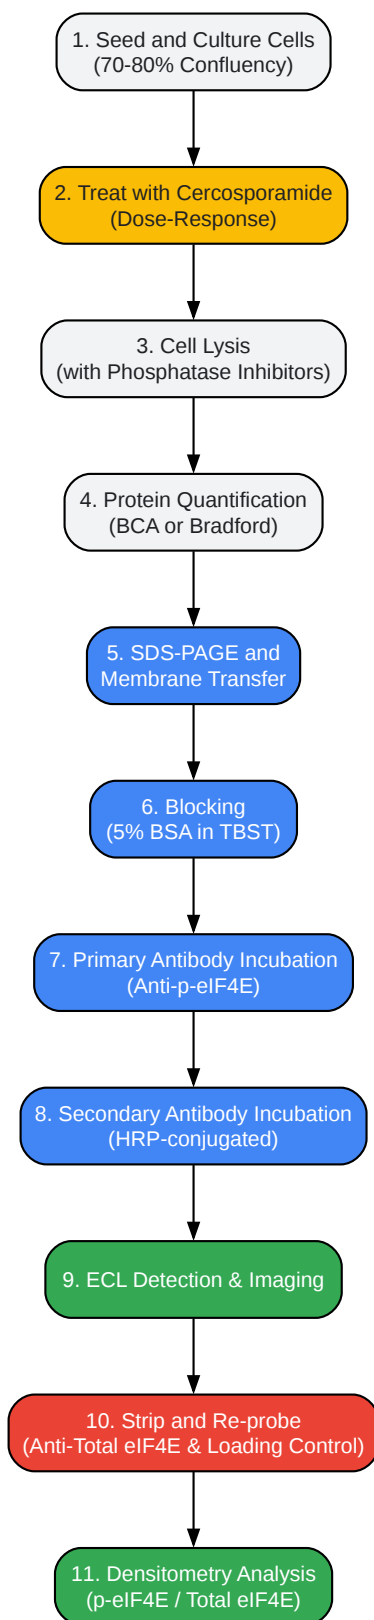 1. Seed and Culture Cells
(70-80% Confluency)
2. Treat with Cercosporamide
(Dose-Response)
3. Cell Lysis
(with Phosphatase Inhibitors)
4. Protein Quantification
(BCA or Bradford)
5. SDS-PAGE and
Membrane Transfer
6. Blocking
(5% BSA in TBST)
7. Primary Antibody Incubation
(Anti-p-eIF4E)
8. Secondary Antibody Incubation
(HRP-conjugated)
9. ECL Detection & Imaging
10. Strip and Re-probe
(Anti-Total eIF4E & Loading Control)
11. Densitometry Analysis
(p-eIF4E / Total eIF4E)